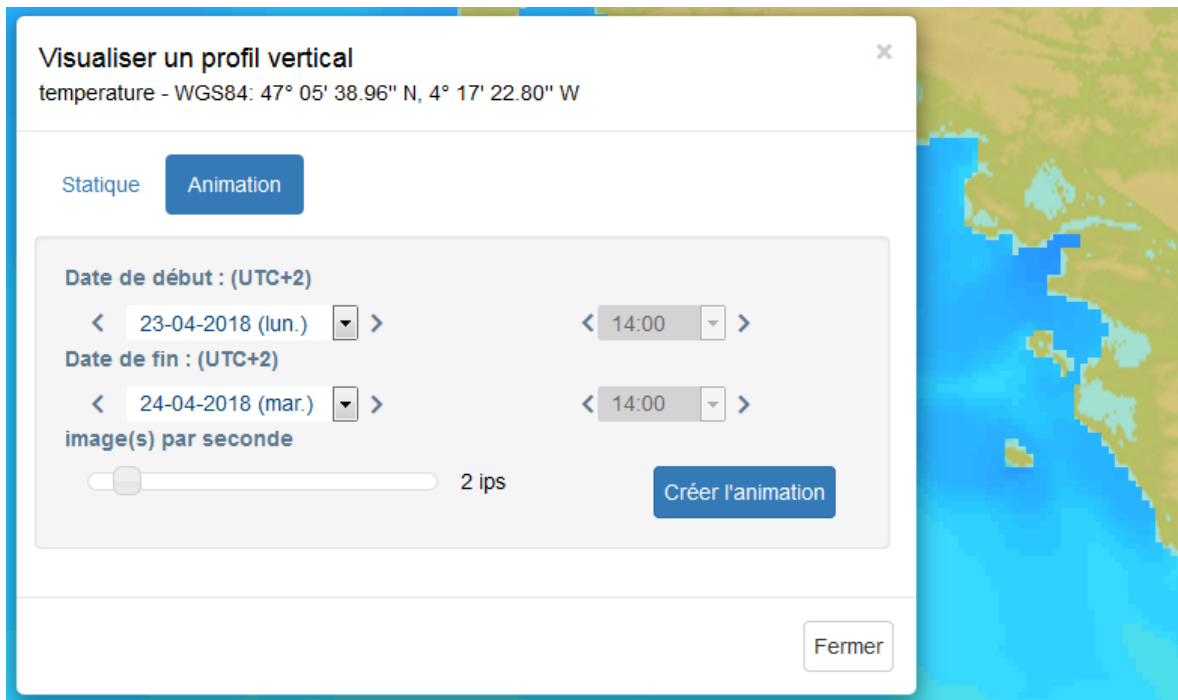 Visualiser un profil vertical ×
temperature - WGS84: 47° 05' 38.96'' N, 4° 17' 22.80'' W
Statique Animation
Date de début : (UTC+2)
23-04-2018 (lun.) 14:00
Date de fin : (UTC+2)
24-04-2018 (mar.) 14:00
image(s) par seconde
2 ips Créer l'animation
Fermer